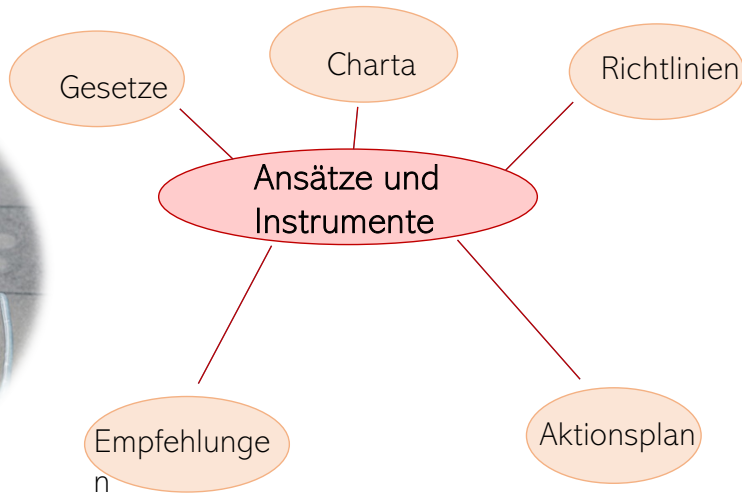 Gesetze
Charta
Richtlinien
Ansätze und
Instrumente
Empfehlunge
n
Aktionsplan